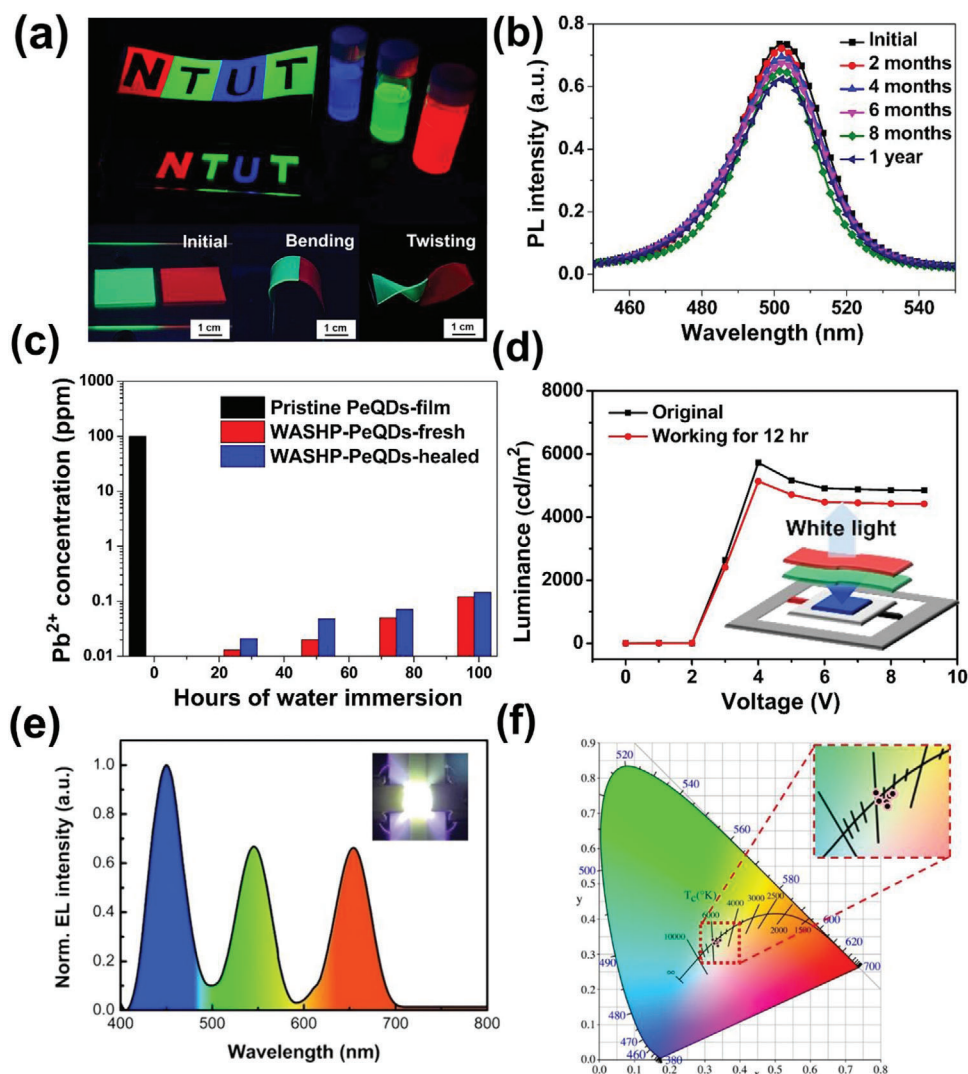 (a)
N T U T
N T U T
Initial
Bending
Twisting
1 cm
1 cm
1 cm
(b)
PL intensity (a.u.)
0.8
0.6
0.4
0.2
0.0
Initial
2 months
4 months
6 months
8 months
1 year
460 480 500 520 540
Wavelength (nm)
(c)
Pb2+ concentration (ppm)
1000
100
10
1
0.1
0.01
Pristine PeQDs-film
WASHP-PeQDs-fresh
WASHP-PeQDs-healed
0 20 40 60 80 100
Hours of water immersion
(d)
Luminance (cd/m2)
8000
6000
4000
2000
0
Original
Working for 12 hr
White light
0 2 4 6 8 10
Voltage (V)
(e)
Norm. EL intensity (a.u.)
1.0
0.8
0.6
0.4
0.2
0.0
400 500 600 700 800
Wavelength (nm)
(f)
0.9
0.8
0.7
0.6
0.5
y
0.4
0.3
0.2
0.1
0.0
520
540
560
500
580
Tc(°K)
4000
3000
2500
6000
600
2000
1500
10000
620
490
∞
700
480
470
460
380
0.0 0.1 0.2 0.3 0.4 0.5 0.6 0.7 0.8